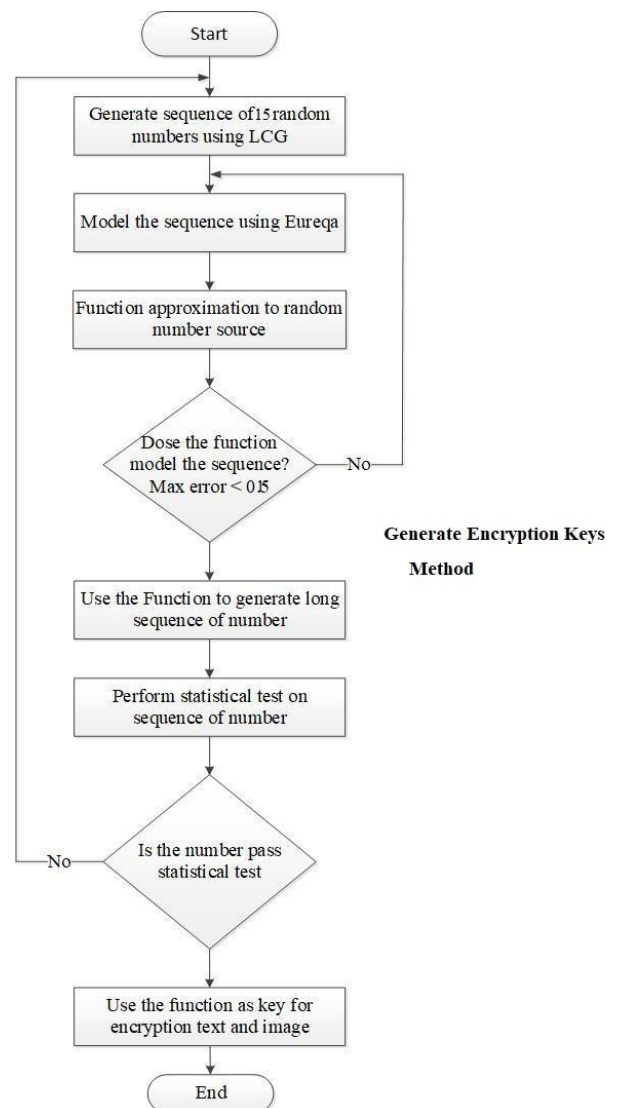 Start
Generate sequence of 15 random
numbers using LCG
Model the sequence using Eureqa
Function approximation to random
number source
Dose the function
model the sequence?
Max error < 0.15
No
Generate Encryption Keys
Method
Use the Function to generate long
sequence of number
Perform statistical test on
sequence of number
Is the number pass
statistical test
No
Use the function as key for
encryption text and image
End